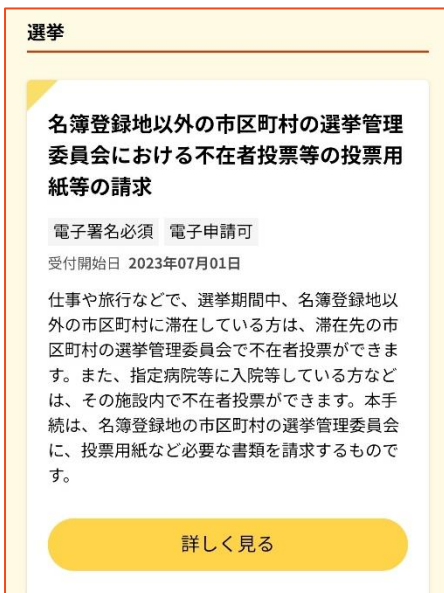 選挙
名簿登録地以外の市区町村の選挙管理
委員会における不在者投票等の投票用
紙等の請求
電子署名必須 電子申請可
受付開始日 2023年07月01日
仕事や旅行などで、選挙期間中、名簿登録地以
外の市区町村に滞在している方は、滞在先の市
区町村の選挙管理委員会で不在者投票ができま
す。また、指定病院等に入院等している方など
は、その施設内で不在者投票ができます。本手
続は、名簿登録地の市区町村の選挙管理委員会
に、投票用紙など必要な書類を請求するもので
す。
詳しく見る